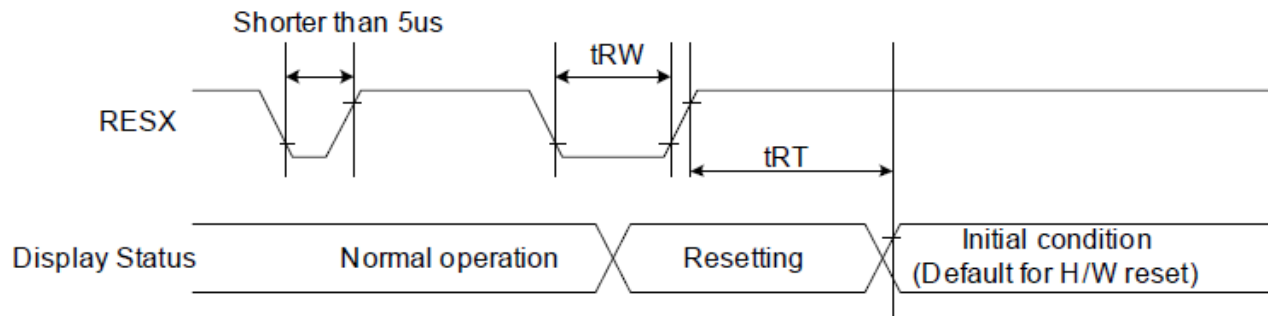 Shorter than 5us
tRW
RESX
tRT
Display Status
Normal operation
Resetting
Initial condition
(Default for H/W reset)